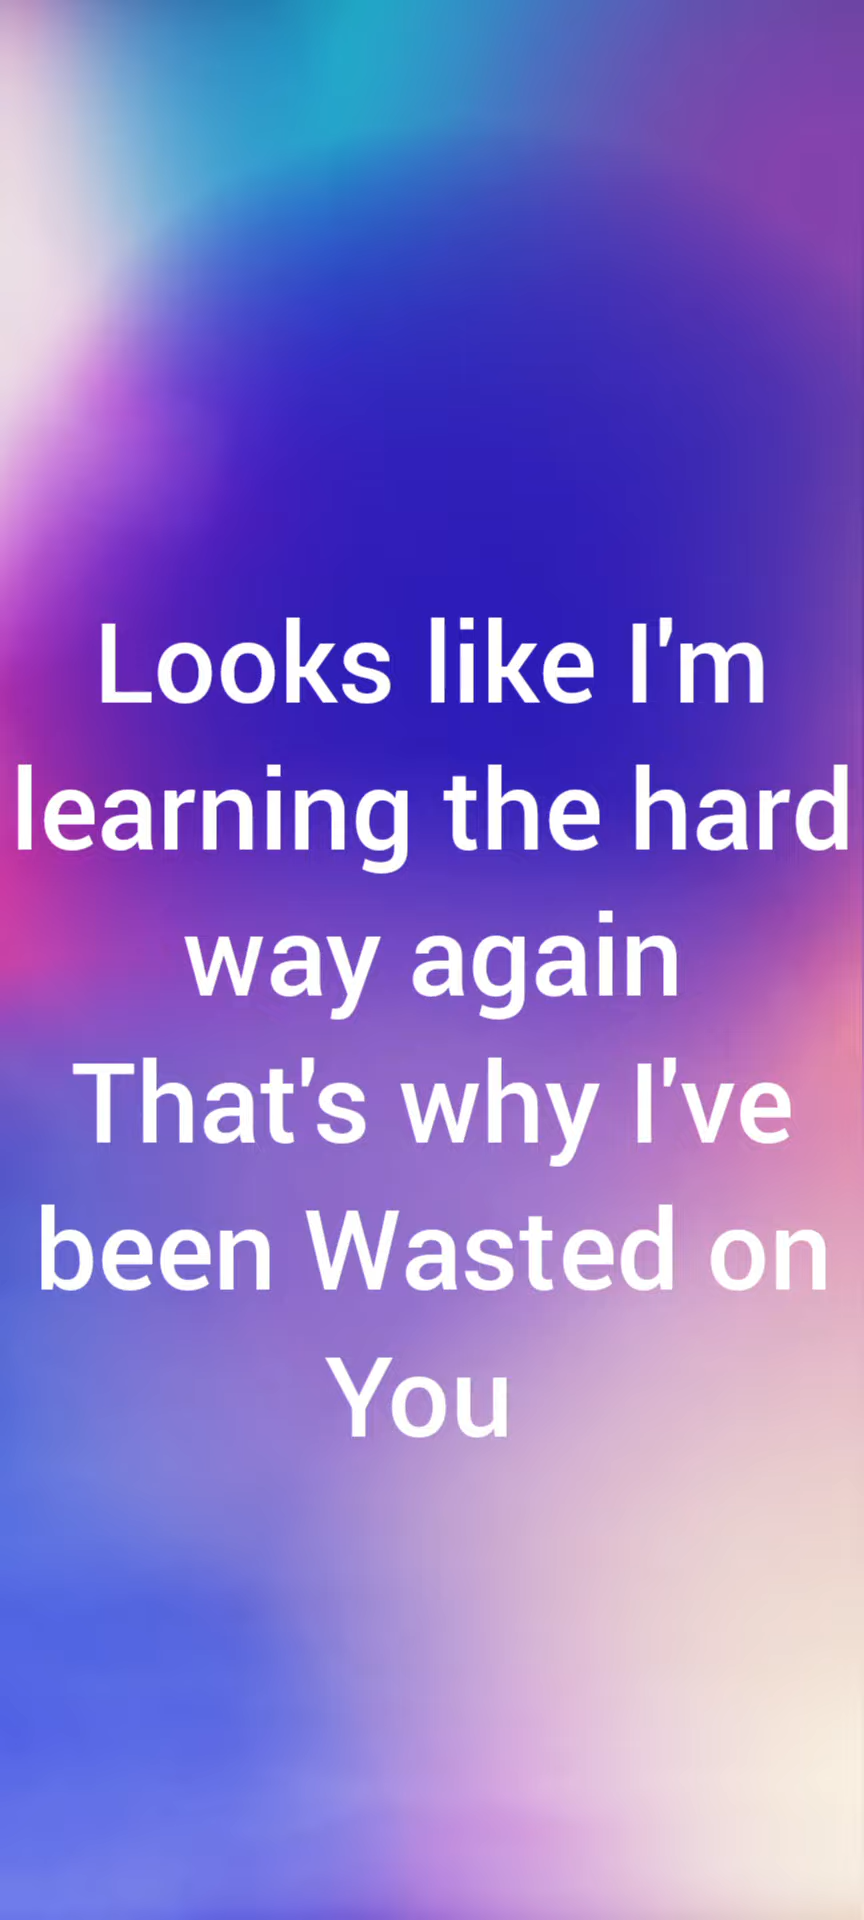 Looks like I'm
learning the hard
way again
That's why I've
been Wasted on
You